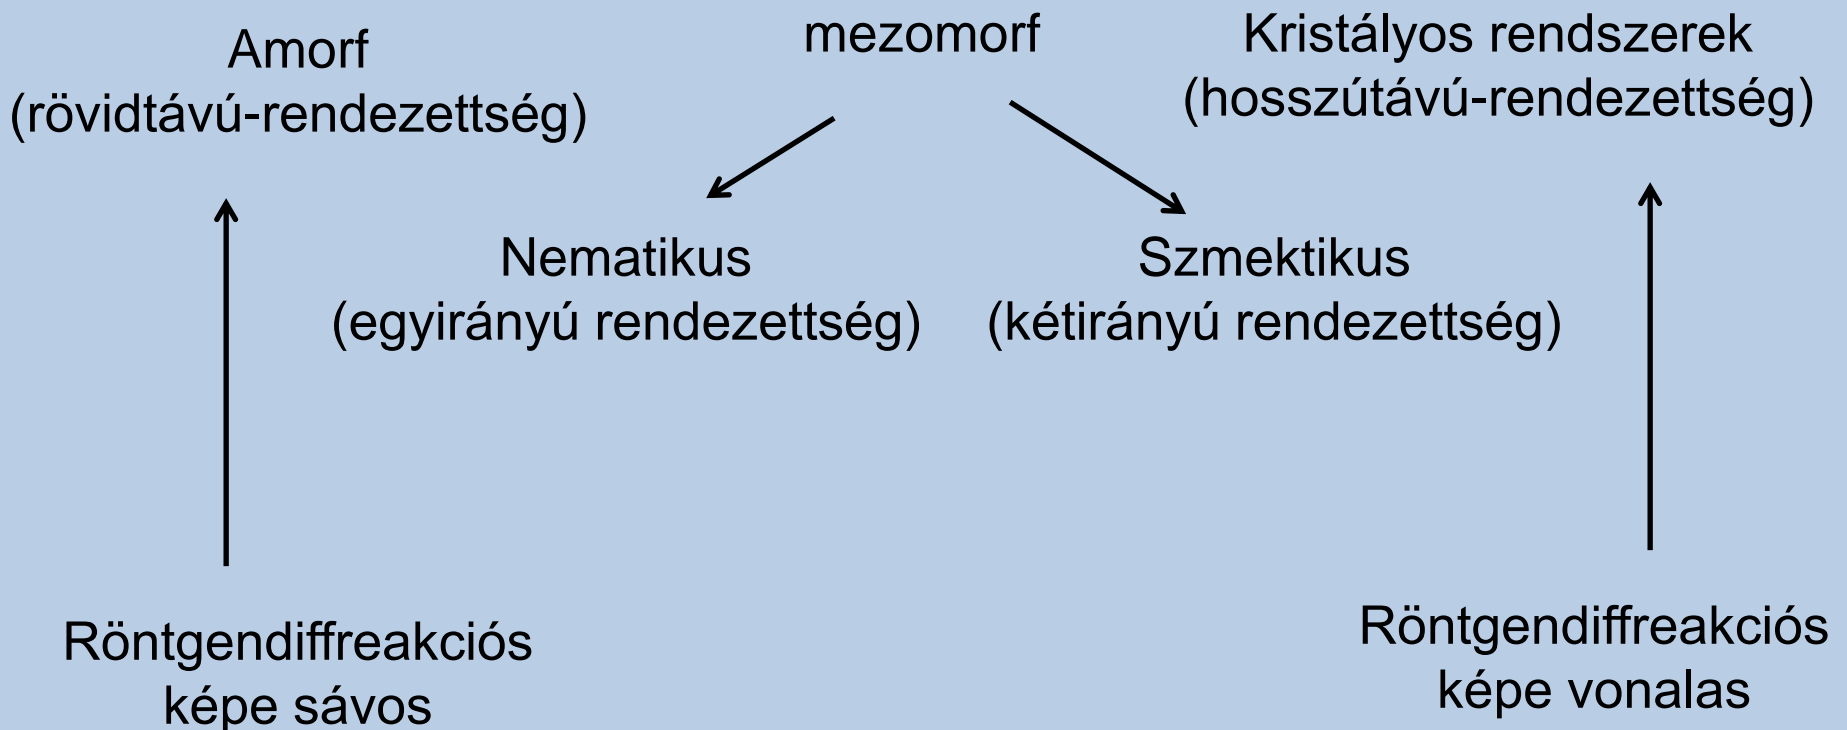 Amorf
(rövidtávú-rendezettség)
mezomorf
Kristályos rendszerek
(hosszútávú-rendezettség)
Nematikus
(egyirányú rendezettség)
Szmektikus
(kétirányú rendezettség)
Röntgendiffreakciós
képe sávos
Röntgendiffreakciós
képe vonalas